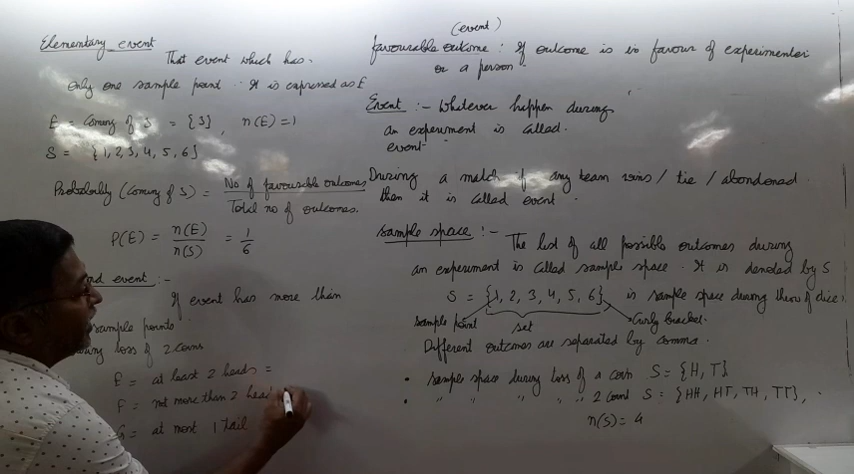 Elementary event
That event which has
only one sample point. It is expressed as E
E = Coming of 5 = {5}, n(E) = 1
S = {1, 2, 3, 4, 5, 6}
Probability (Coming of 5) = No of favourable outcomes
Total no of outcomes.
P(E) = n(E)/n(S) = 1/6
nd event :-
If event has more than
sample points
loss of 2 coins
E = at least 2 heads =
F = not more than 2 head
= at most 1 tail
(event)
favourable outcome : If outcome is in favour of experimenter
or a person.
Event :- Whatever happen during
an experiment is called
event
During a match if any team wins / tie / abandoned
then it is called event.
Sample space :-
The list of all possible outcomes during
an experiment is called sample space. It is denoted by S
S = {1, 2, 3, 4, 5, 6} is sample space during throw of dice.
sample point set Curly bracket.
Different outcomes are separated by comma.
• Sample space during toss of a coin S = {H, T}
• " " " " 2 coins S = {HH, HT, TH, TT},
n(S) = 4